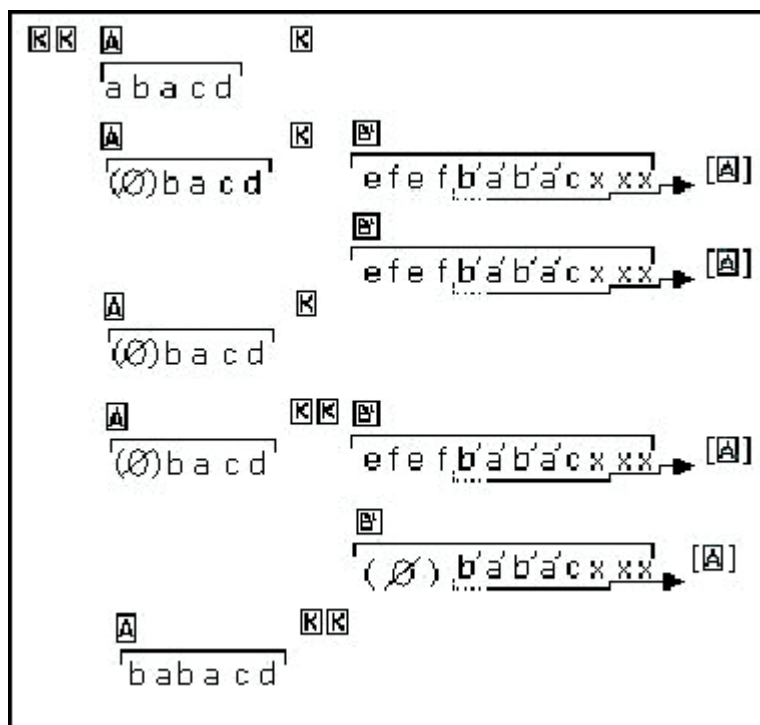 K K A K
a b a c d
A K B'
(Ø) b a c d e f e f b' a' b' a' c x x x [A]
B'
e f e f b' a' b' a' c x x x [A]
A K
(Ø) b a c d
A K K B'
(Ø) b a c d e f e f b' a' b' a' c x x x [A]
B'
(Ø) b' a' b' a' c x x x [A]
A K K
b a b a c d